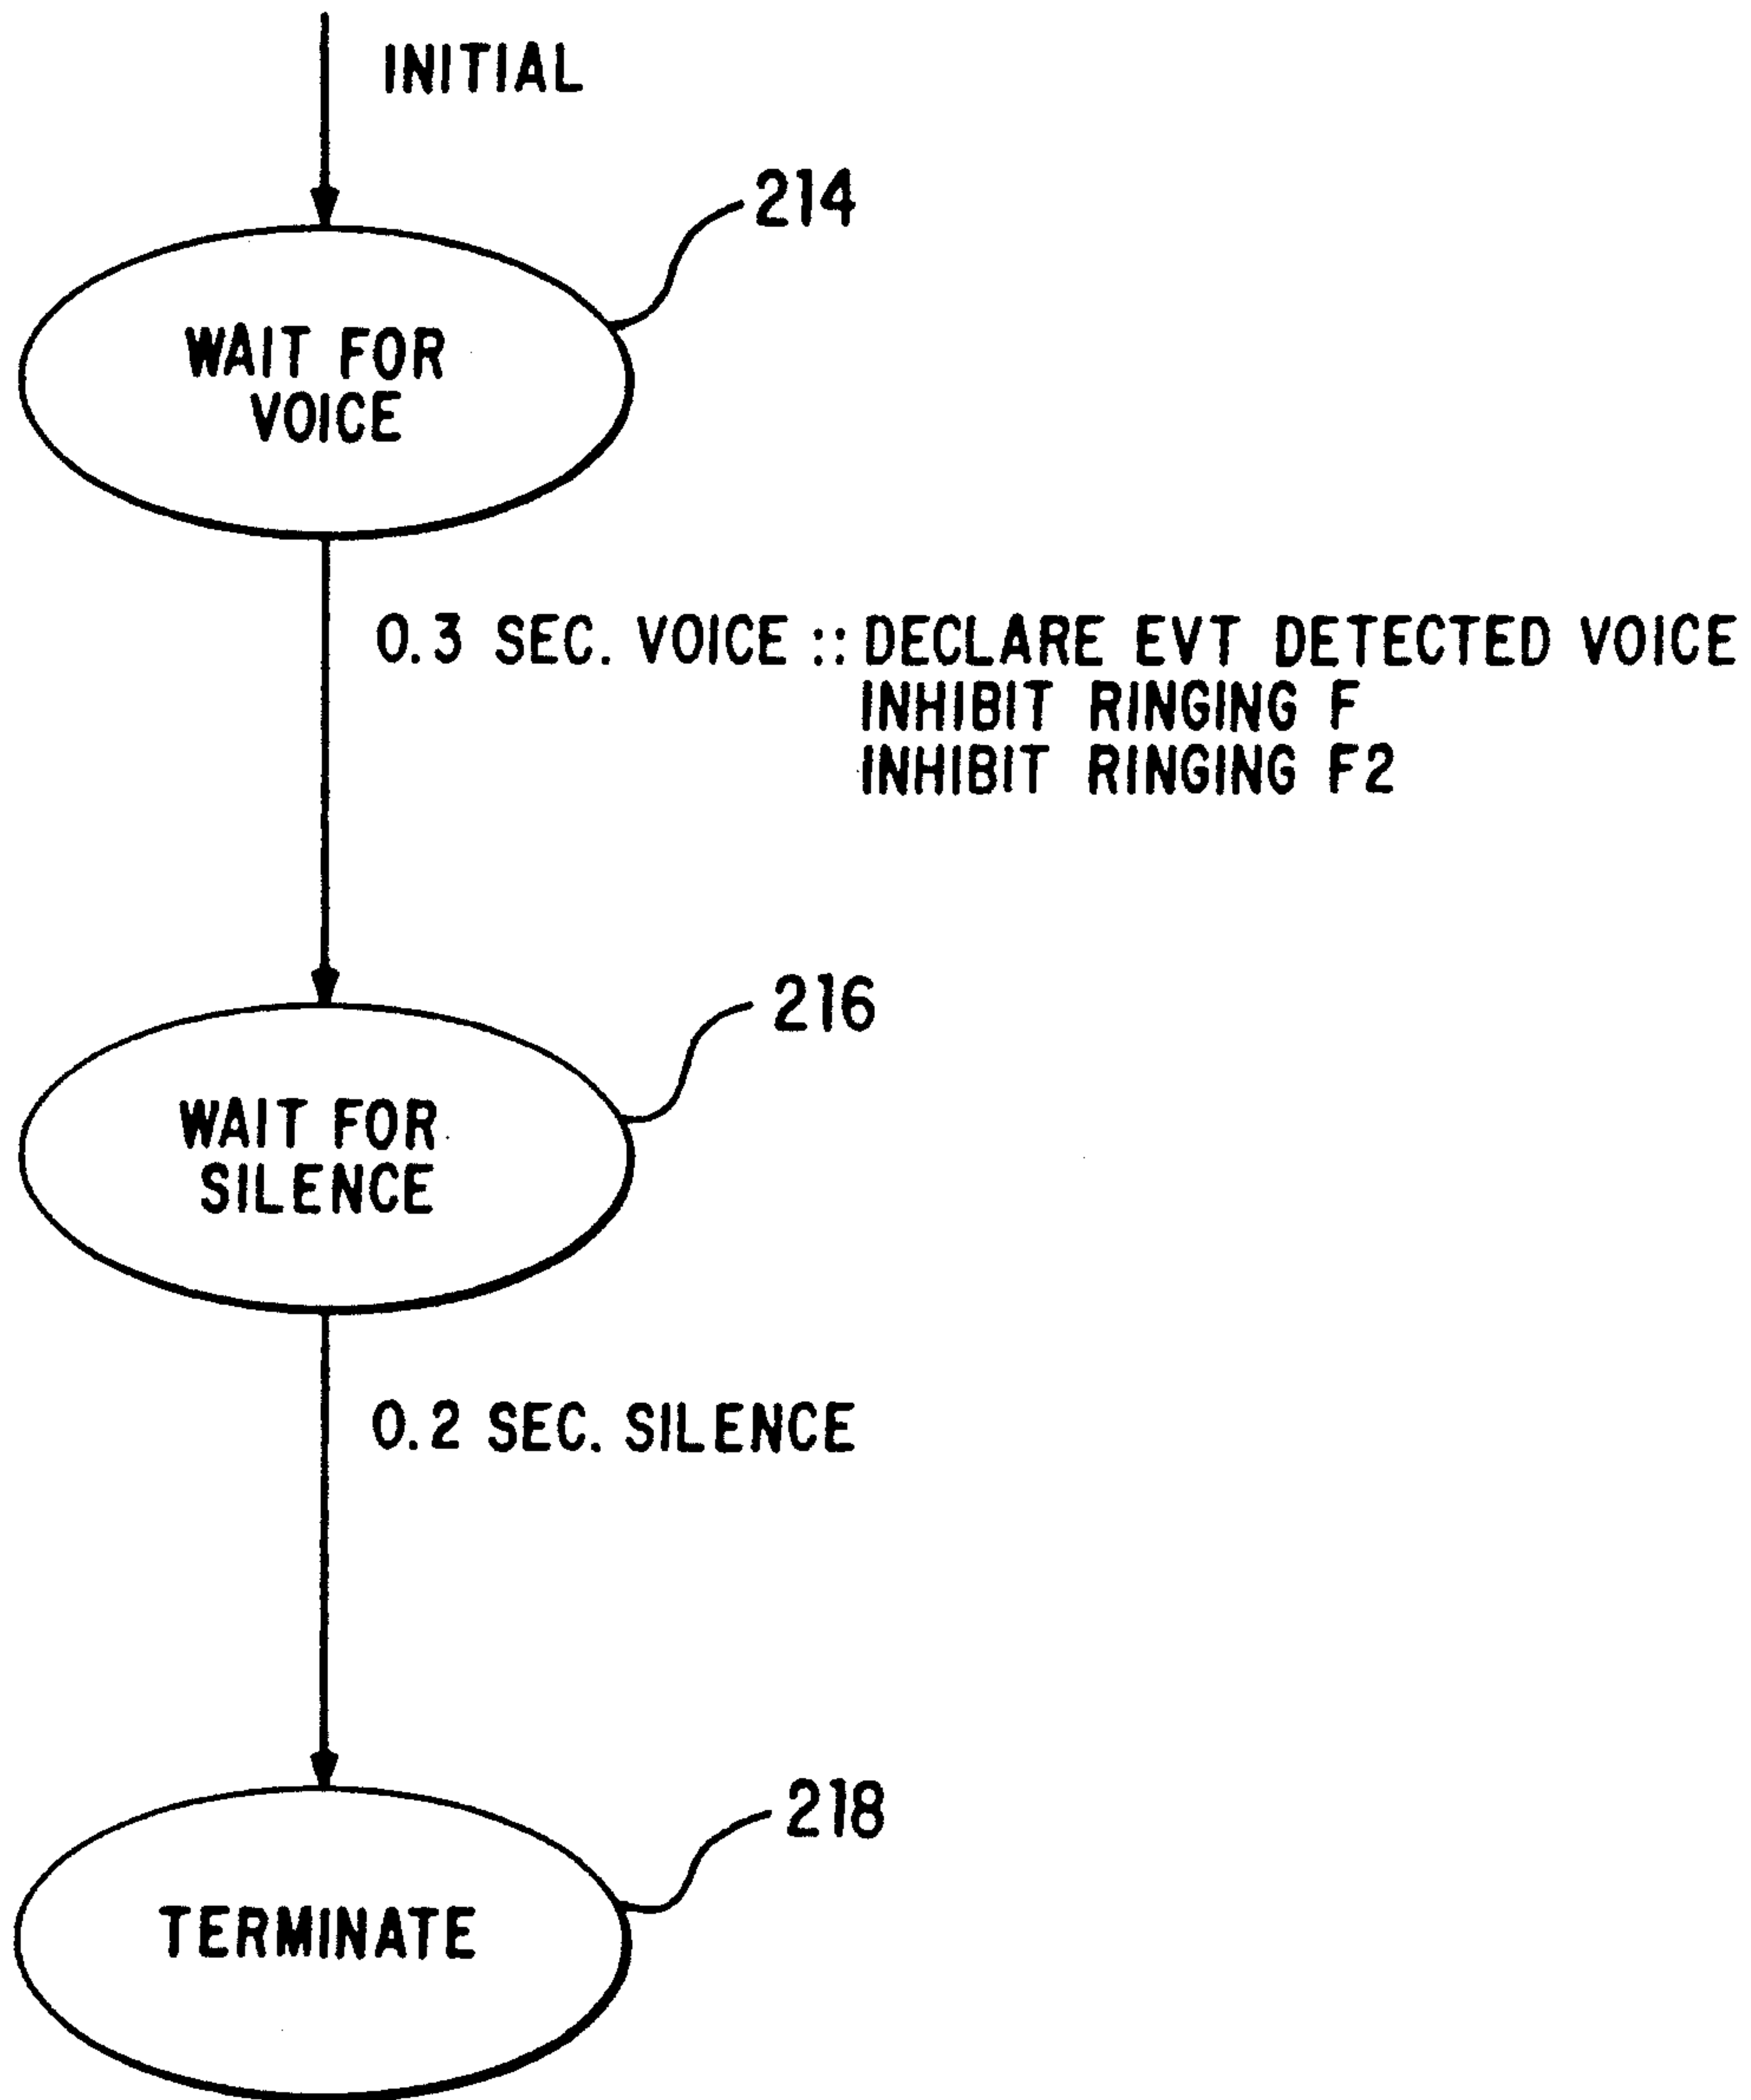 INITIAL
214
WAIT FOR
VOICE
0.3 SEC. VOICE :: DECLARE EVT DETECTED VOICE
INHIBIT RINGING F
INHIBIT RINGING F2
216
WAIT FOR
SILENCE
0.2 SEC. SILENCE
218
TERMINATE